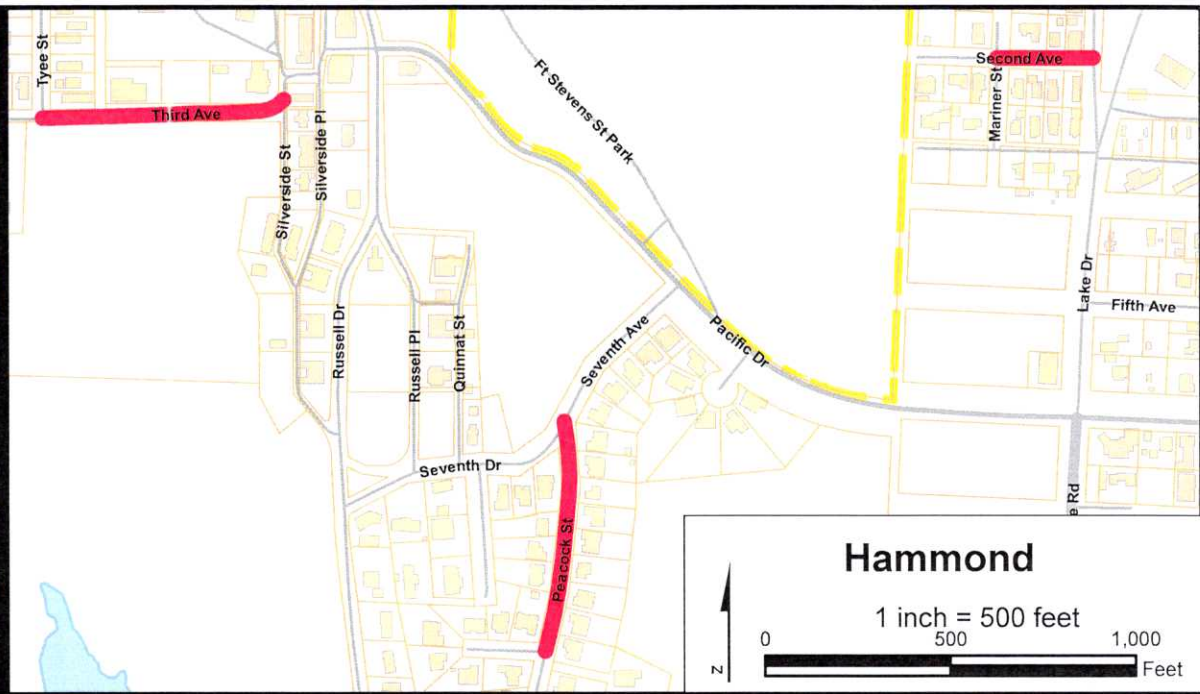 Tyee St
Third Ave
Silverside St
Silverside Pl
Ft Stevens St Park
Second Ave
Mariner St
Lake Dr
Fifth Ave
Russell Dr
Russell Pl
Quinnat St
Seventh Ave
Pacific Dr
Seventh Dr
Peacock St
e Rd
Hammond
1 inch = 500 feet
0 500 1,000
Feet
N